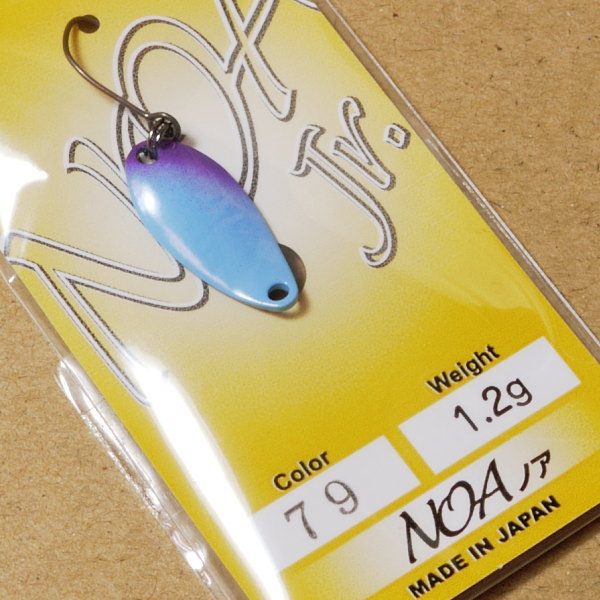 NOA
Jr.
Weight
1.2g
Color
79
NOA ノア
MADE IN JAPAN